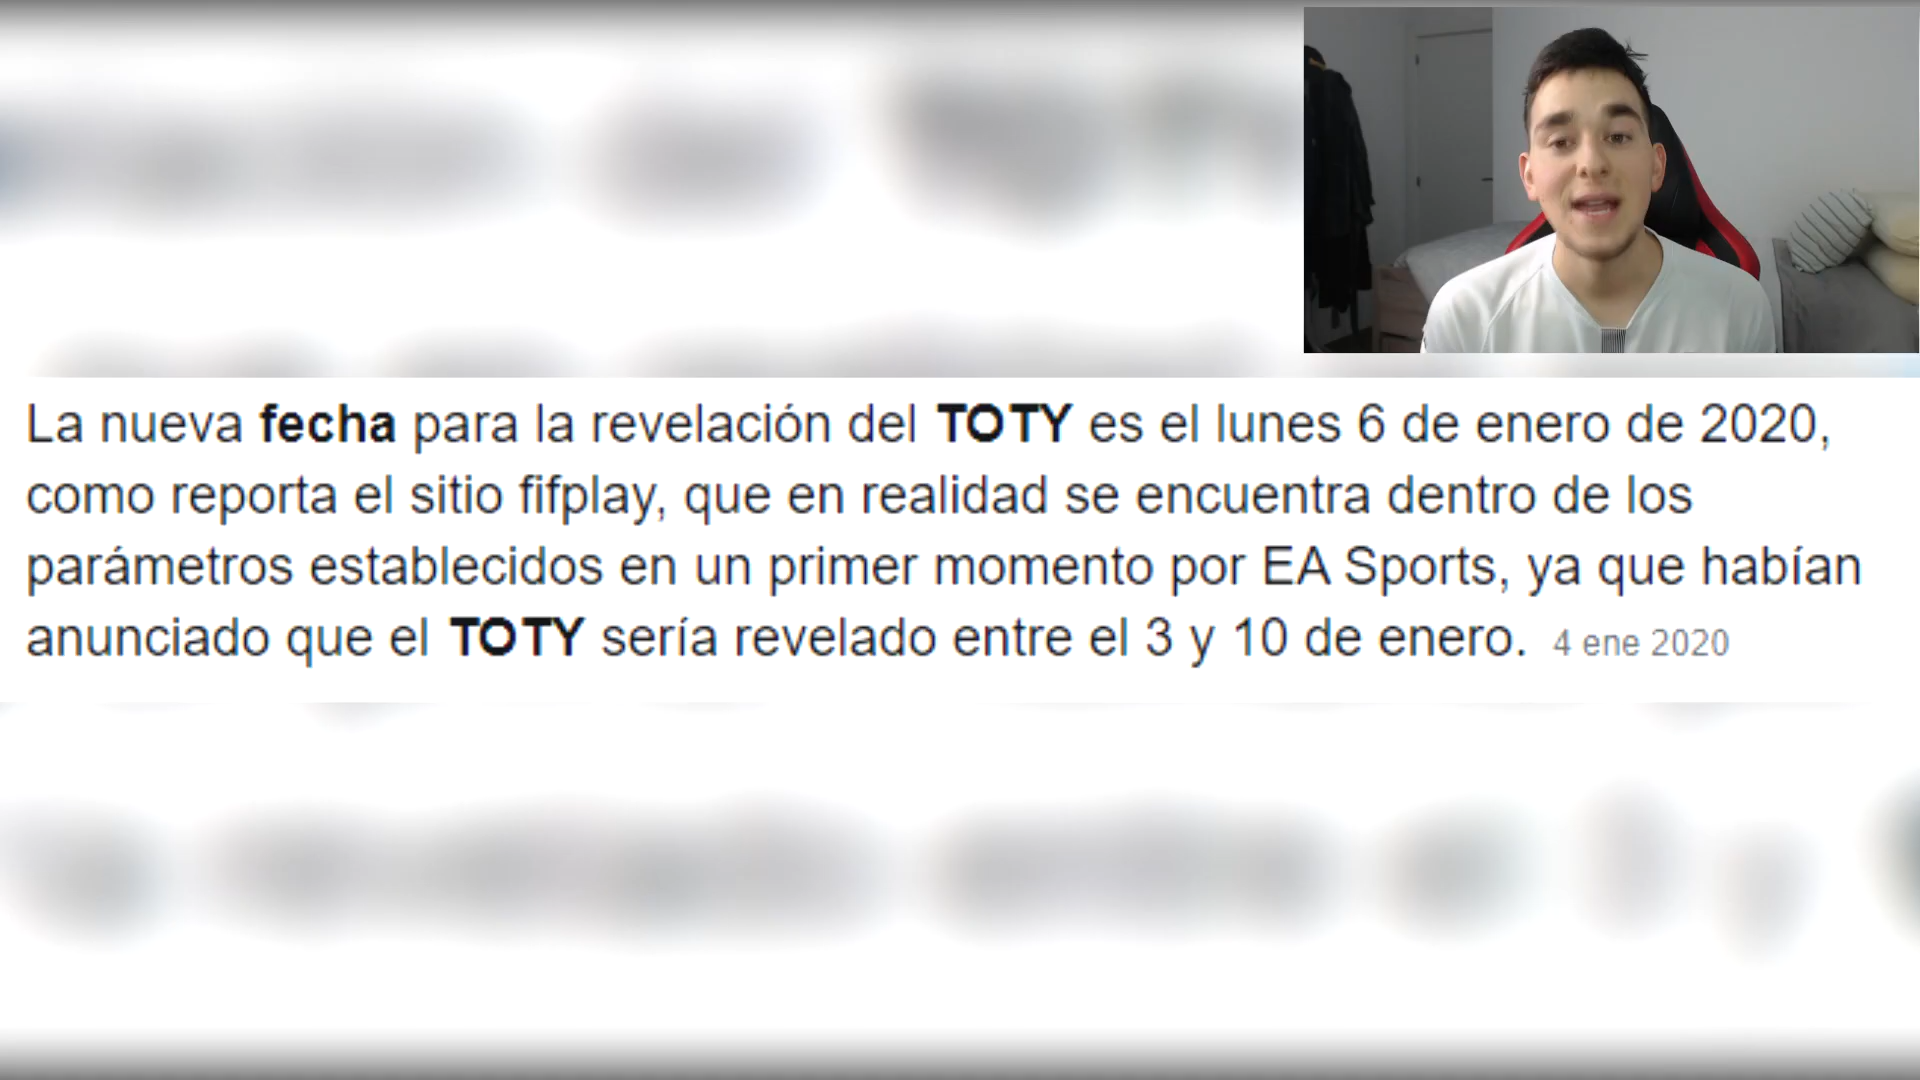 La nueva fecha para la revelación del TOTY es el lunes 6 de enero de 2020,
como reporta el sitio fifplay, que en realidad se encuentra dentro de los
parámetros establecidos en un primer momento por EA Sports, ya que habían
anunciado que el TOTY sería revelado entre el 3 y 10 de enero. 4 ene 2020